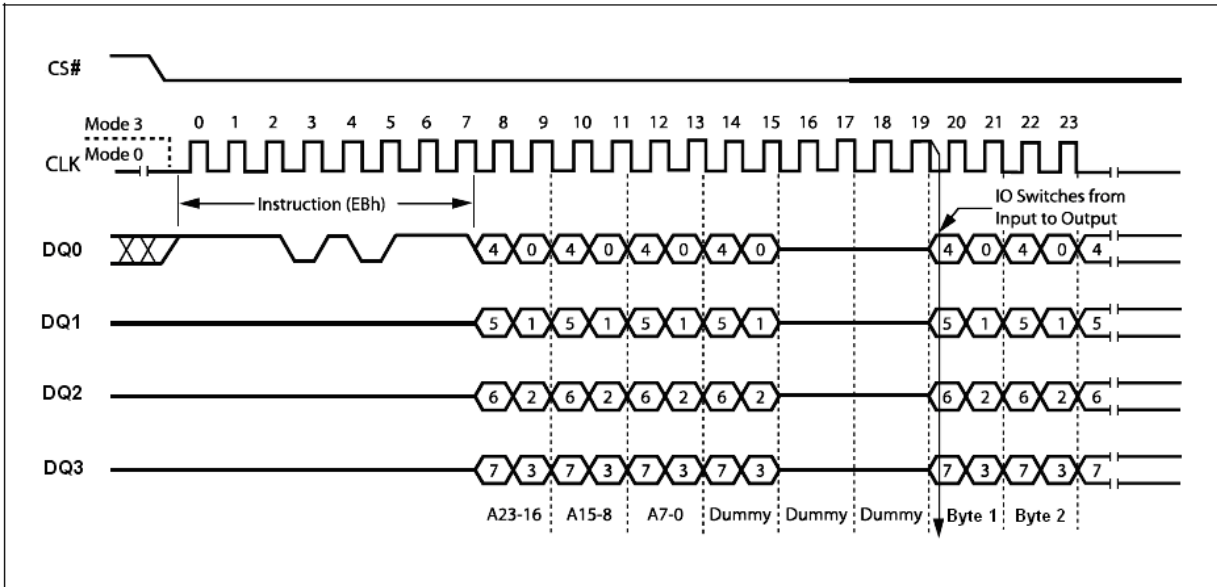 CS#
Mode 3
0 1 2 3 4 5 6 7 8 9 10 11 12 13 14 15 16 17 18 19 20 21 22 23
Mode 0
CLK
Instruction (EBh)
IO Switches from
Input to Output
DQ0 4 0 4 0 4 0 4 0 4 0 4 0 4
DQ1 5 1 5 1 5 1 5 1 5 1 5 1 5
DQ2 6 2 6 2 6 2 6 2 6 2 6 2 6
DQ3 7 3 7 3 7 3 7 3 7 3 7 3 7
A23-16 A15-8 A7-0 Dummy Dummy Dummy Byte 1 Byte 2